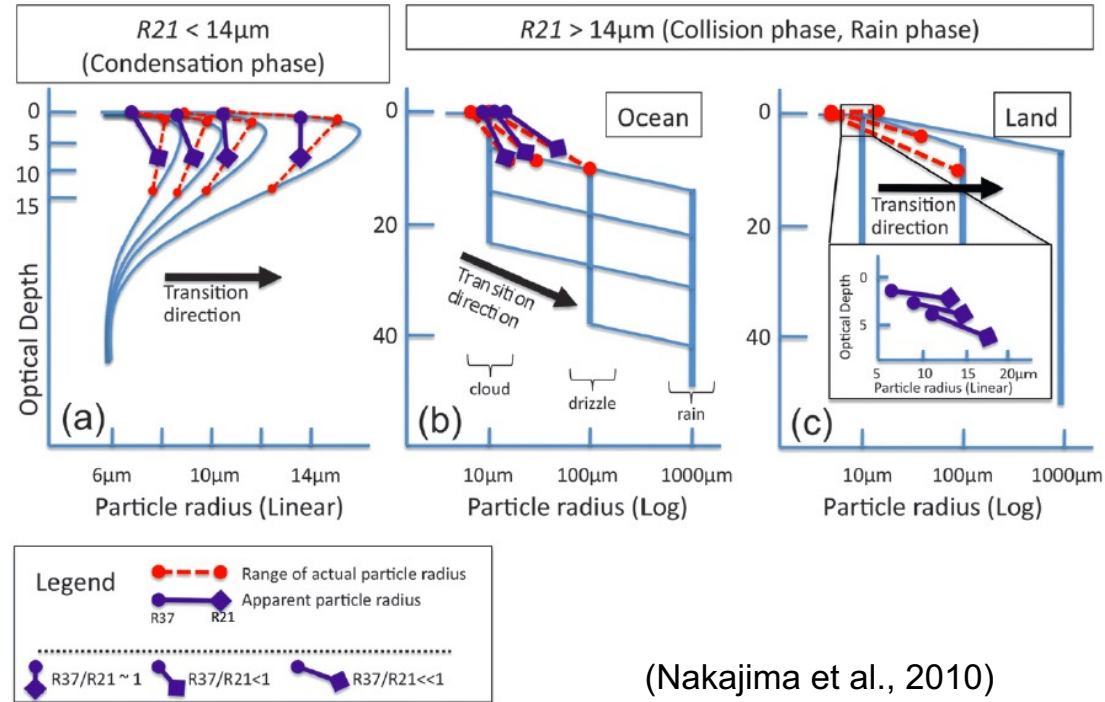 R21 < 14μm
(Condensation phase)
R21 > 14μm (Collision phase, Rain phase)
0
5
10
15
Optical Depth
Transition
direction
(a)
6μm 10μm 14μm
Particle radius (Linear)
0
20
40
Ocean
Transition
direction
cloud
drizzle
rain
(b)
10μm 100μm 1000μm
Particle radius (Log)
0
20
40
Land
Transition
direction
Optical Depth
0
5
5 10 15 20μm
Particle radius (Linear)
(c)
10μm 100μm 1000μm
Particle radius (Log)
Legend
Range of actual particle radius
Apparent particle radius
R37 R21
R37/R21 ~ 1
R37/R21<1
R37/R21<<1
(Nakajima et al., 2010)